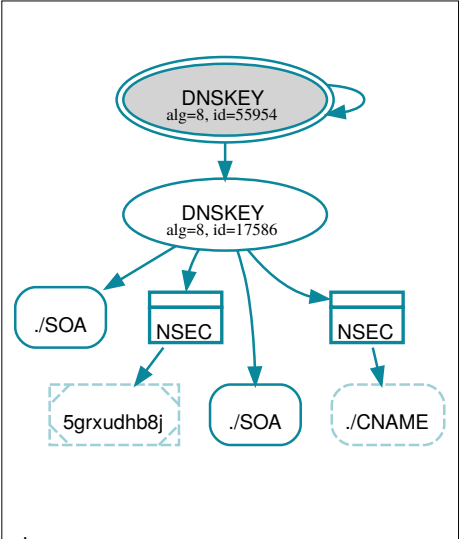 DNSKEY
alg=8, id=55954
DNSKEY
alg=8, id=17586
./SOA
NSEC
NSEC
5grxudhb8j
./SOA
./CNAME